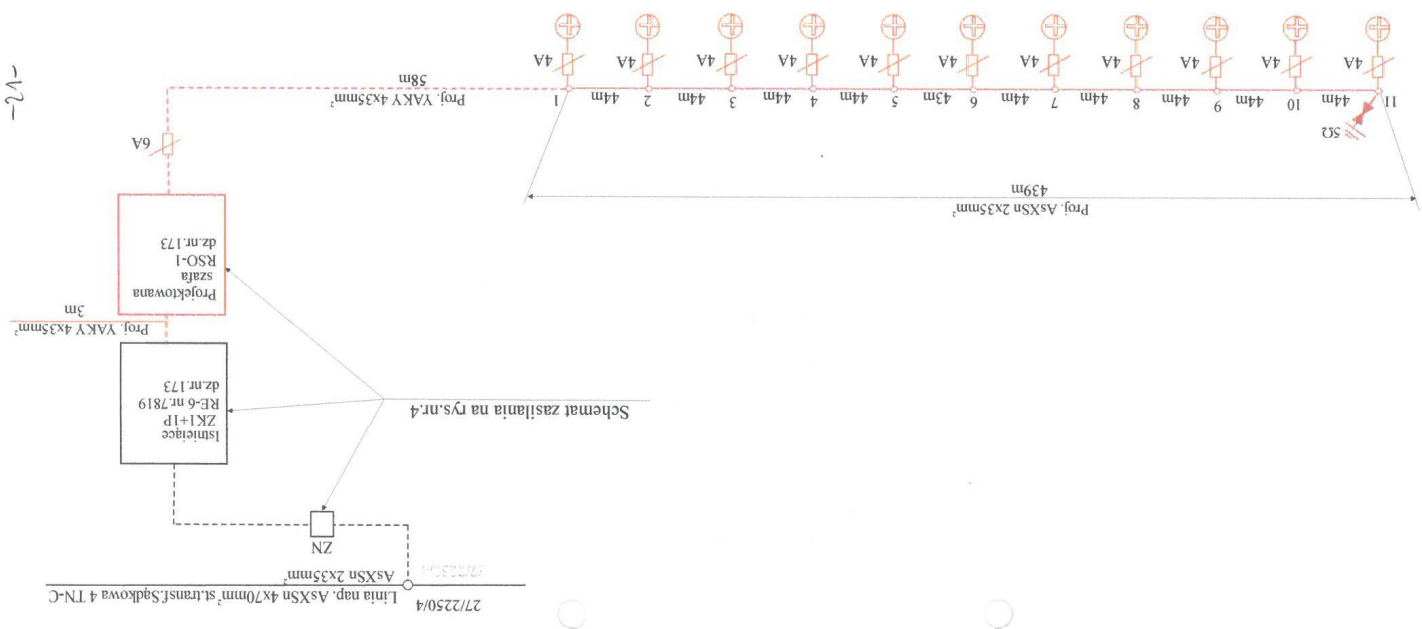 27/2250/4
Linia nap. AsXSn 4x70mm² st.transf.Sądkowa 4 TN-C
AsXSn 2x35mm²
ZN
Schemat zasilania na rys.nr.4
Istniejące
ZK1+1P
RE-6 nr.7819
dz.nr.173
Proj. YAKY 4x35mm²
3m
Projektowana
szafa
RSO-1
dz.nr.173
6A
Proj. AsXSn 2x35mm²
439m
5Ω
11 44m 10 44m 9 44m 8 44m 7 44m 6 43m 5 44m 4 44m 3 44m 2 44m 1
Proj. YAKY 4x35mm²
58m
4A 4A 4A 4A 4A 4A 4A 4A 4A 4A 4A
-21-